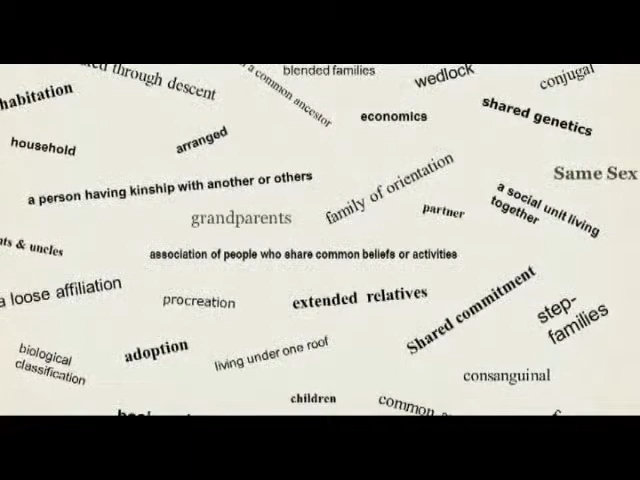 through descent
a common ancestor
blended families
wedlock
conjugal
habitation
economics
shared genetics
household
arranged
Same Sex
a person having kinship with another or others
family of orientation
a social unit living
together
grandparents
partner
& uncles
association of people who share common beliefs or activities
a loose affiliation
procreation
extended relatives
Shared commitment
step-
families
biological
classification
adoption
living under one roof
consanguinal
children
common